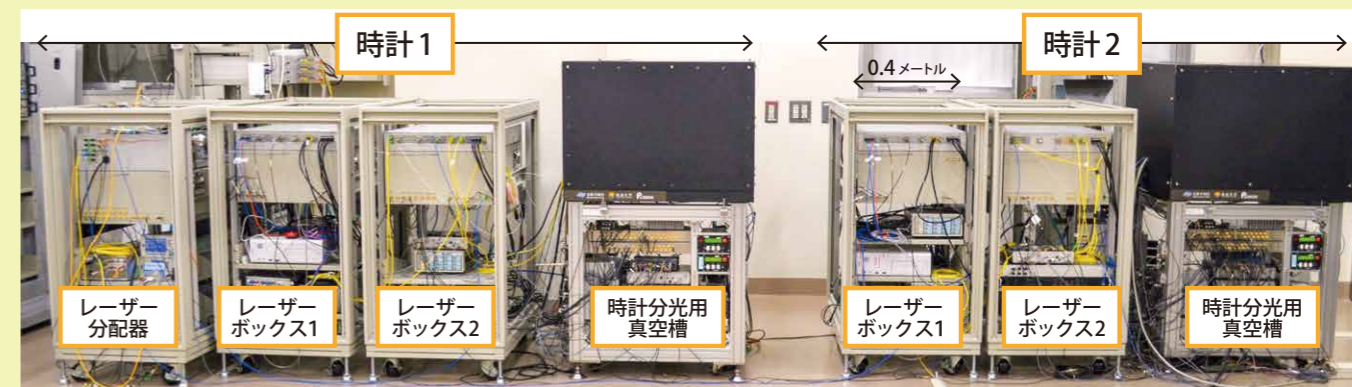 時計1
時計2
0.4メートル
レーザー
分配器
レーザー
ボックス1
レーザー
ボックス2
時計分光用
真空槽
レーザー
ボックス1
レーザー
ボックス2
時計分光用
真空槽